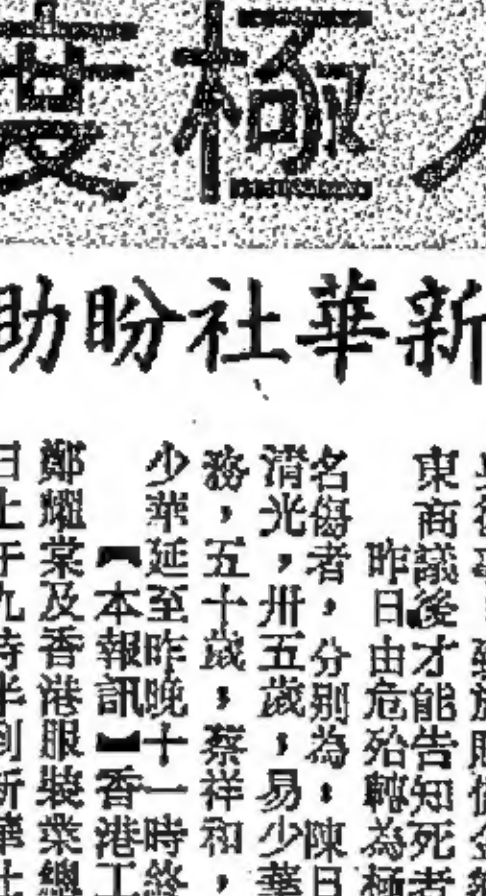 極度
新華社盼助
東商議後才能告知死者
昨日由危殆轉為極
名傷者，分別為：陳日
清光，卅五歲，易少華
務，五十歲，蔡祥和，
少華延至昨晚十一時終
【本報訊】香港工
鄭耀棠及香港服裝業總
日上午九時半到新華社